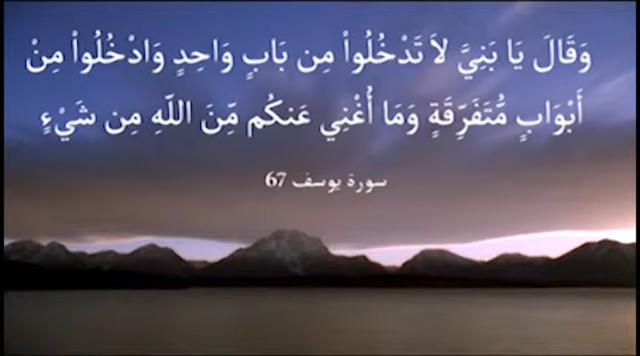 وَقَالَ يَا بَنِيَّ لاَ تَدْخُلُواْ مِن بَابٍ وَاحِدٍ وَادْخُلُواْ مِنْ
أَبْوَابٍ مُّتَفَرِّقَةٍ وَمَا أُغْنِي عَنكُم مِّنَ اللّهِ مِن شَيْءٍ
سورة يوسف 67